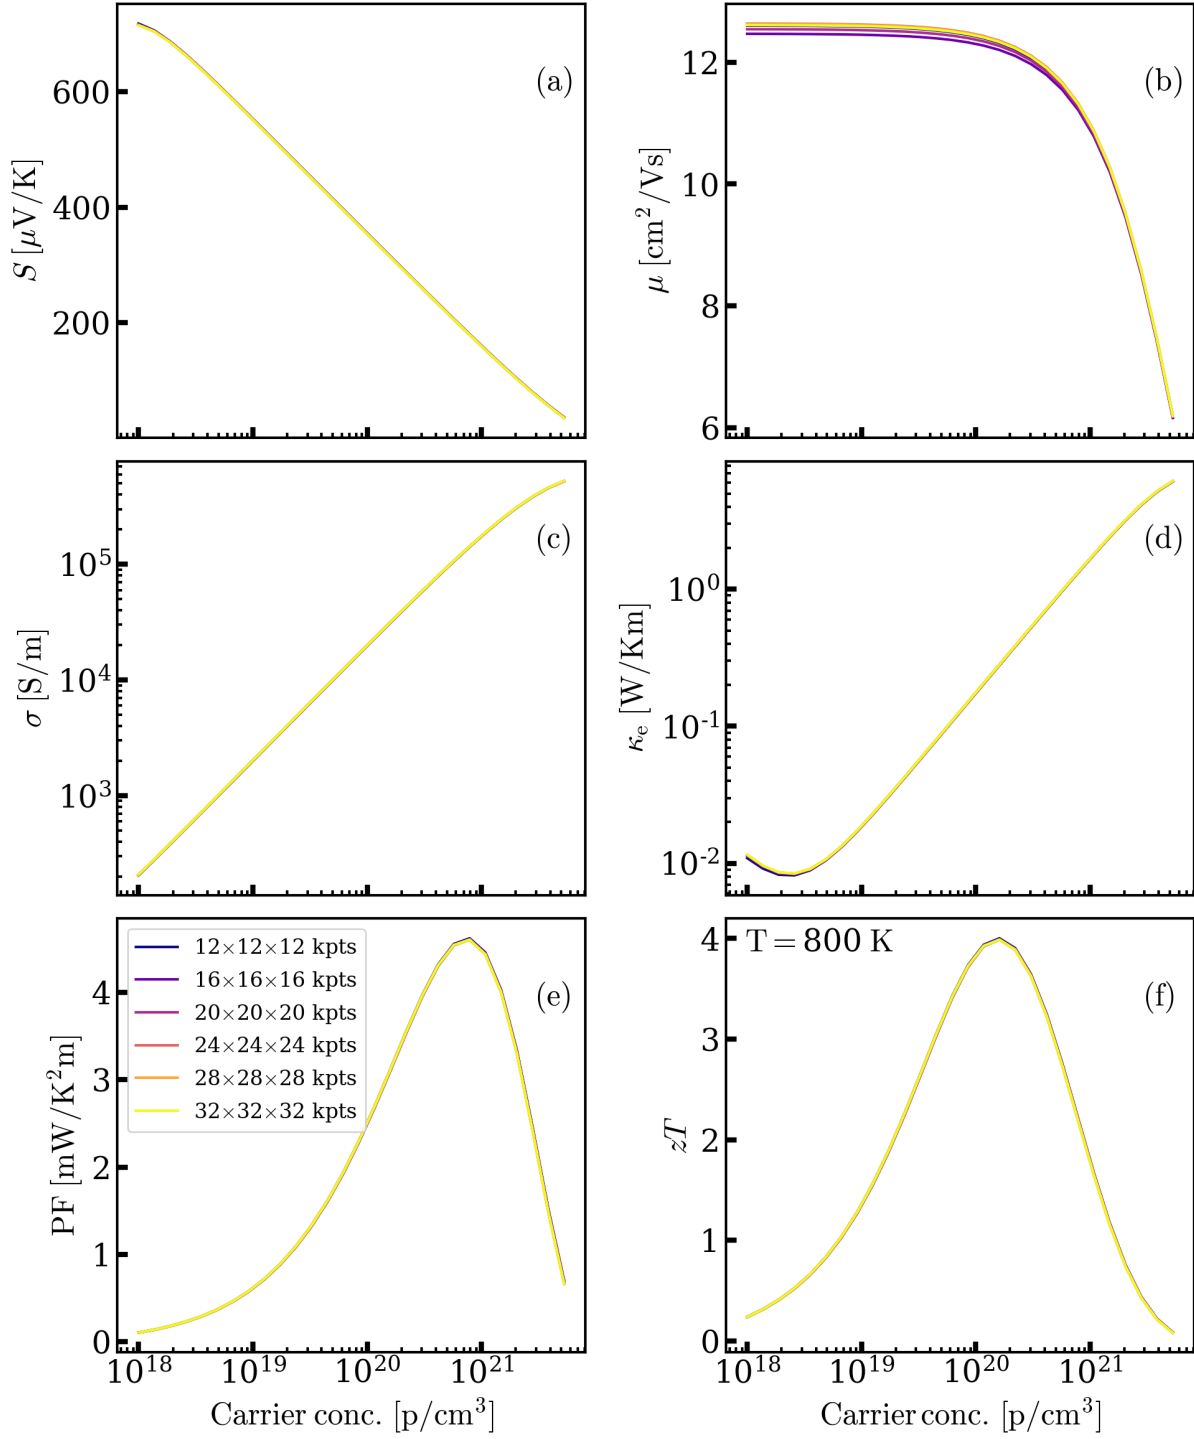 600
400
200
S [μV/K]
(a)
12
10
8
6
μ [cm²/Vs]
(b)
10⁵
10⁴
10³
σ [S/m]
(c)
10⁰
10⁻¹
10⁻²
κₑ [W/Km]
(d)
4
3
2
1
0
PF [mW/K²m]
12×12×12 kpts
16×16×16 kpts
20×20×20 kpts
24×24×24 kpts
28×28×28 kpts
32×32×32 kpts
(e)
10¹⁸ 10¹⁹ 10²⁰ 10²¹
Carrier conc. [p/cm³]
4
3
2
1
0
zT
T = 800 K
(f)
10¹⁸ 10¹⁹ 10²⁰ 10²¹
Carrier conc. [p/cm³]